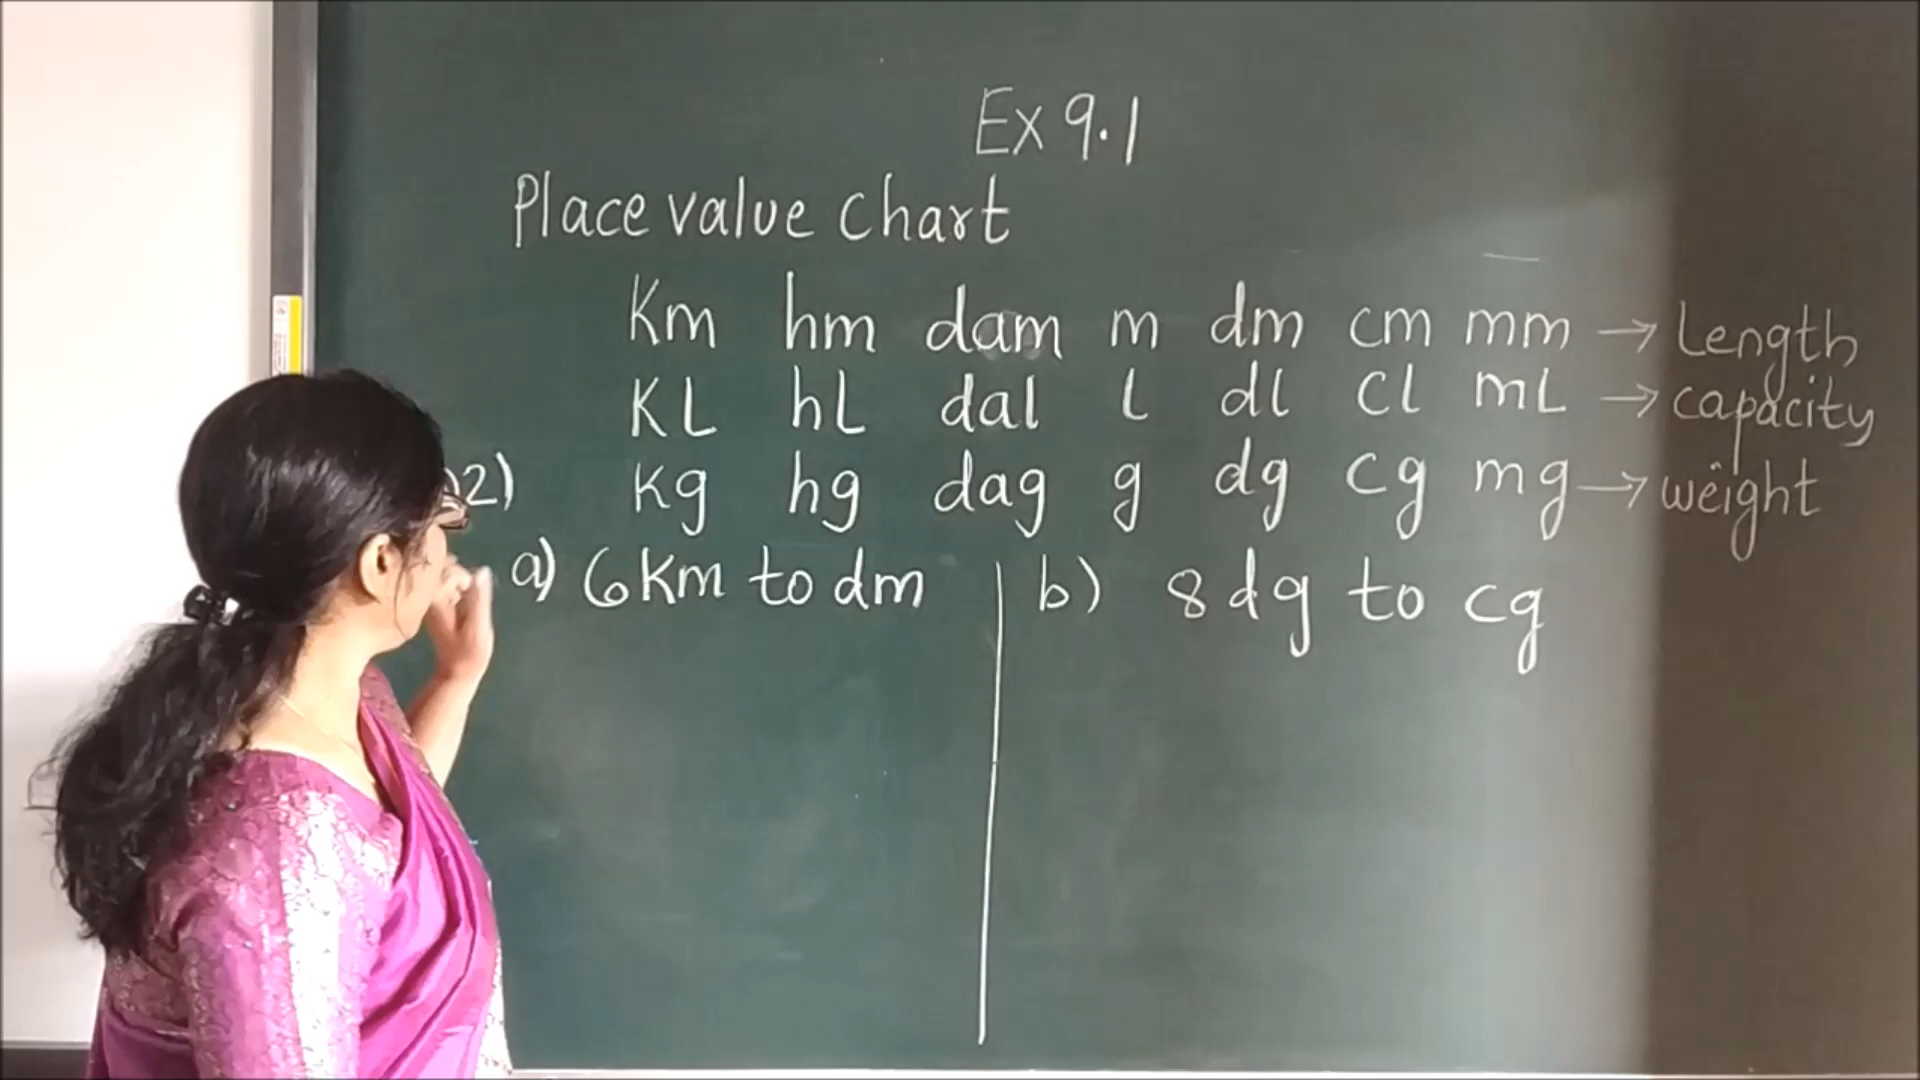 Ex 9.1
Place value chart
Km hm dam m dm cm mm → Length
KL hL dal l dl cl mL → capacity
2) Kg hg dag g dg cg mg → weight
a) 6 Km to dm
b) 8 dg to cg